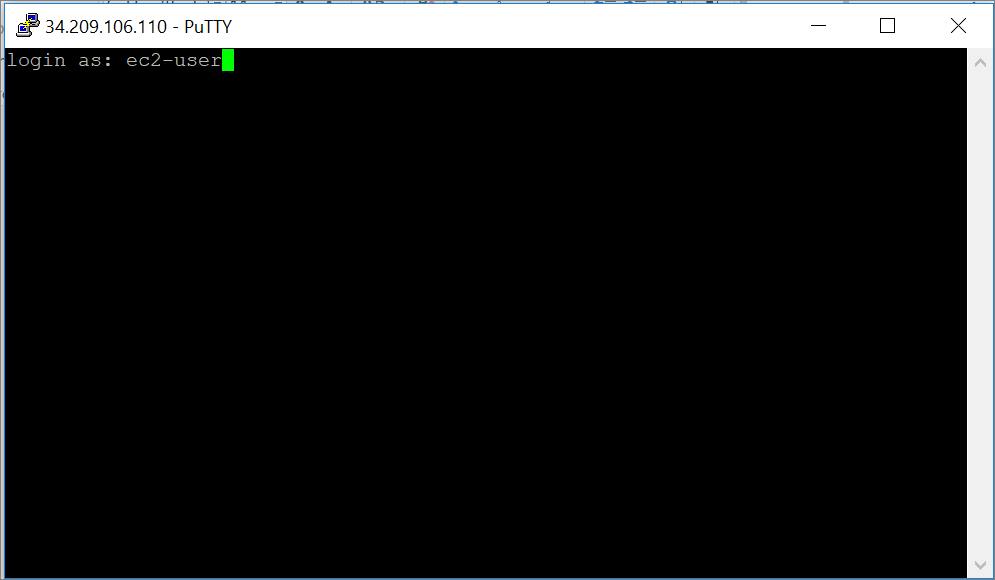 34.209.106.110 - PuTTY
login as: ec2-user